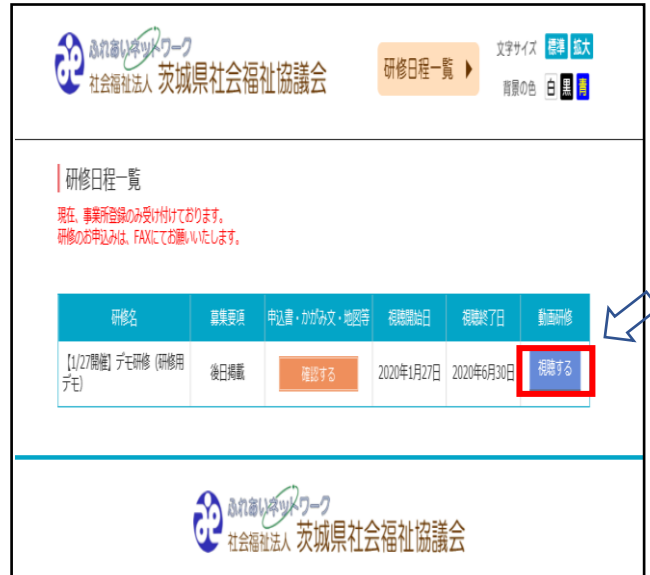 ふれあいネットワーク
社会福祉法人 茨城県社会福祉協議会
研修日程一覧
文字サイズ 標準 拡大
背景の色 白 黒 青
研修日程一覧
現在、事業所登録のみ受け付けております。
研修のお申込みは、FAXにてお願いいたします。
研修名 募集要項 申込書・かがみ文・地図等 視聴開始日 視聴終了日 動画研修
【1/27開催】デモ研修（研修用
デモ） 後日掲載 確認する 2020年1月27日 2020年6月30日 視聴する
ふれあいネットワーク
社会福祉法人 茨城県社会福祉協議会